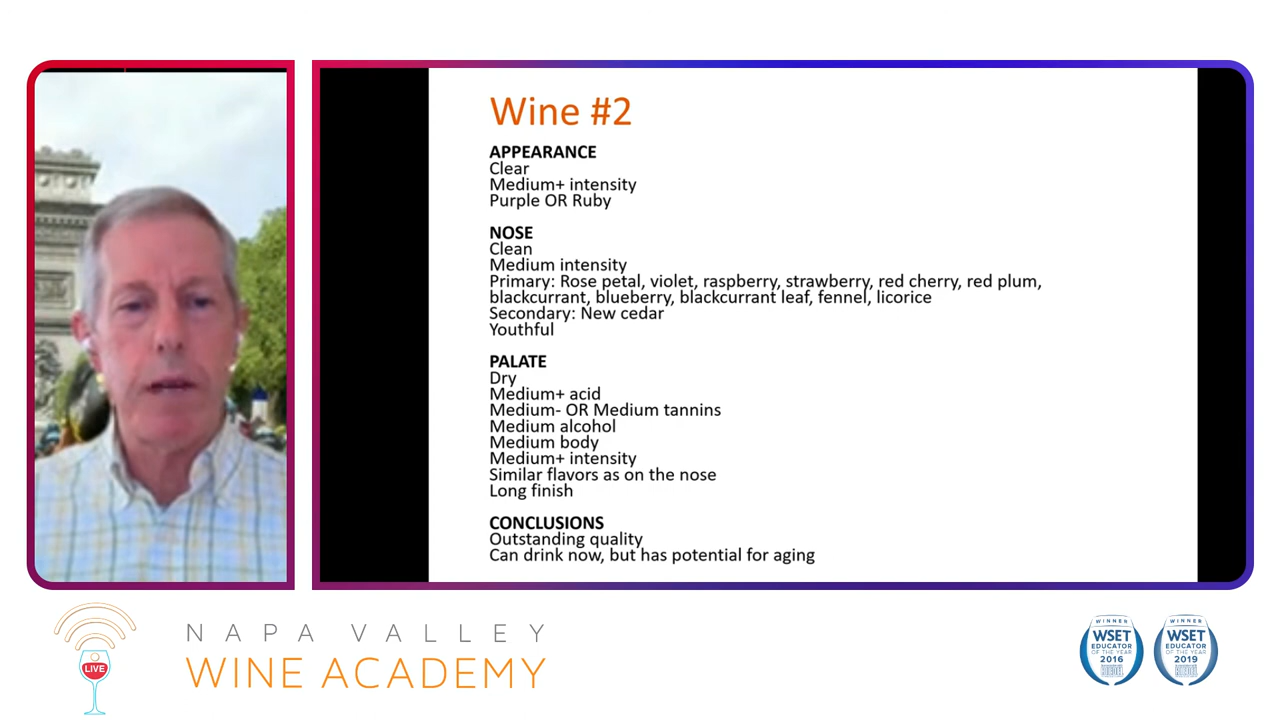 Wine #2
APPEARANCE
Clear
Medium+ intensity
Purple OR Ruby
NOSE
Clean
Medium intensity
Primary: Rose petal, violet, raspberry, strawberry, red cherry, red plum,
blackcurrant, blueberry, blackcurrant leaf, fennel, licorice
Secondary: New cedar
Youthful
PALATE
Dry
Medium+ acid
Medium- OR Medium tannins
Medium alcohol
Medium body
Medium+ intensity
Similar flavors as on the nose
Long finish
CONCLUSIONS
Outstanding quality
Can drink now, but has potential for aging
LIVE
NAPA VALLEY
WINE ACADEMY
WINNER
WSET
EDUCATOR
OF THE YEAR
2016
WINNER
WSET
EDUCATOR
OF THE YEAR
2019